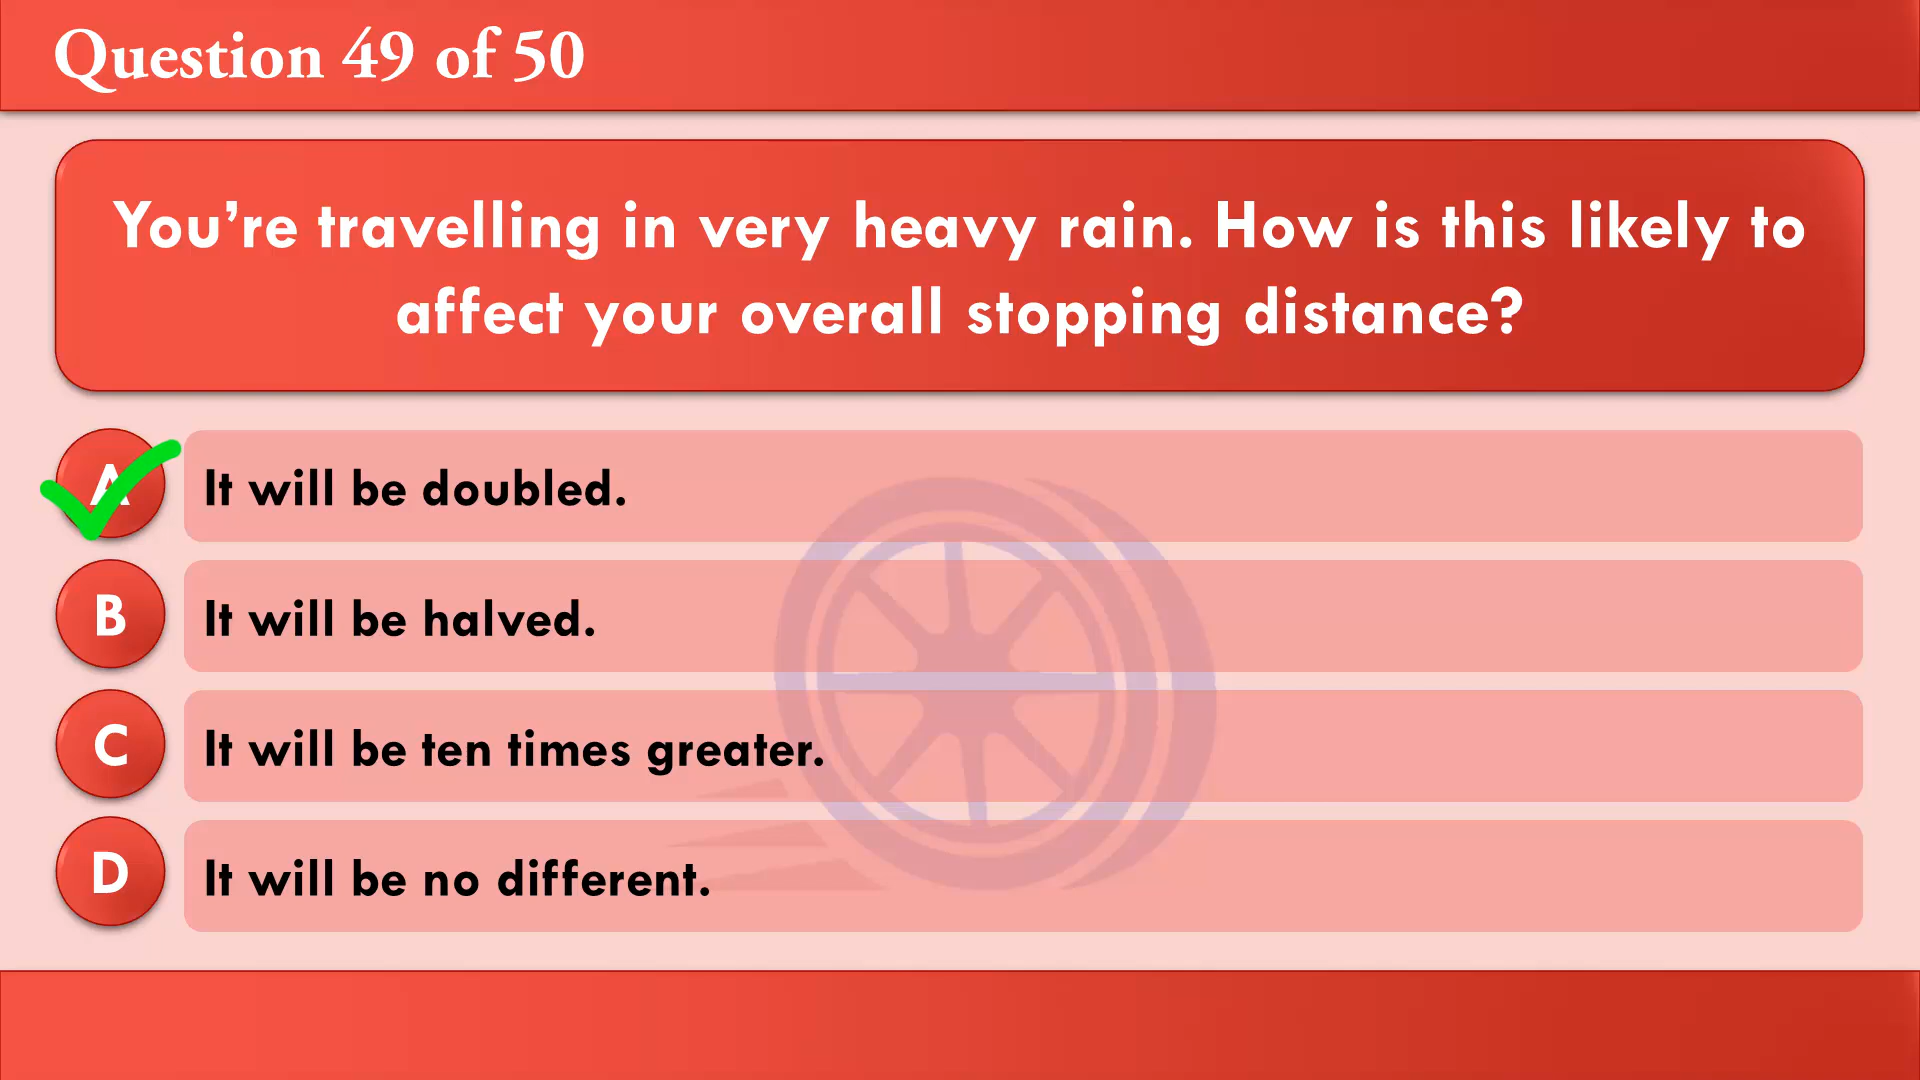 Question 49 of 50
You’re travelling in very heavy rain. How is this likely to
affect your overall stopping distance?
A It will be doubled.
B It will be halved.
C It will be ten times greater.
D It will be no different.